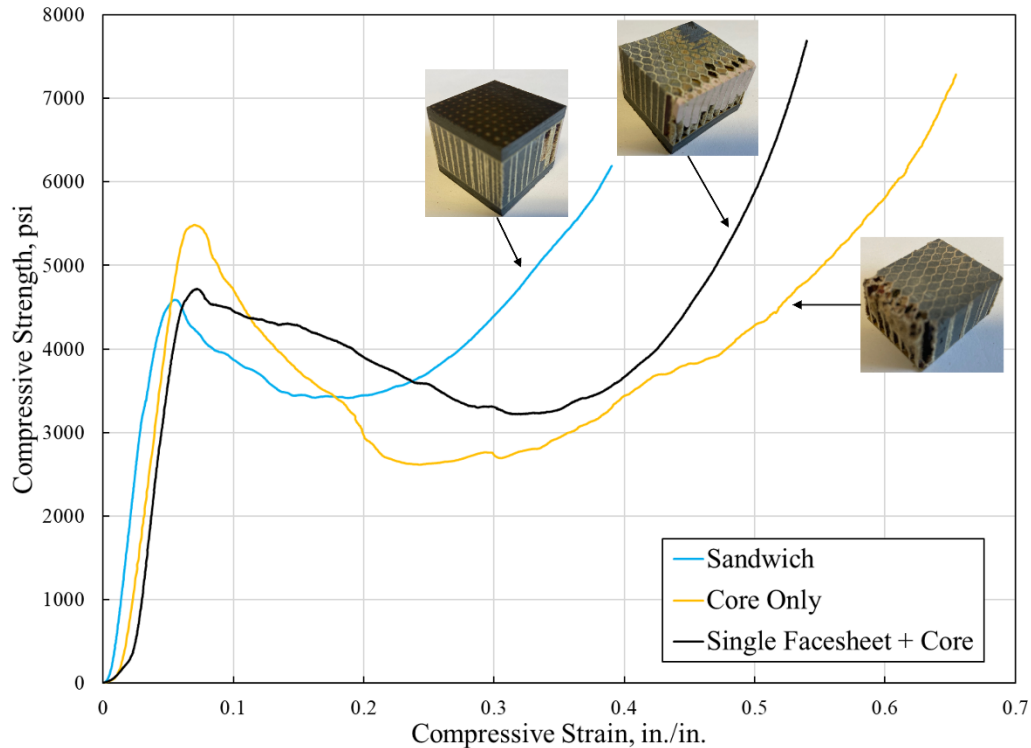 8000
7000
6000
5000
4000
3000
2000
1000
0
Compressive Strength, psi
0 0.1 0.2 0.3 0.4 0.5 0.6 0.7
Compressive Strain, in./in.
Sandwich
Core Only
Single Facesheet + Core